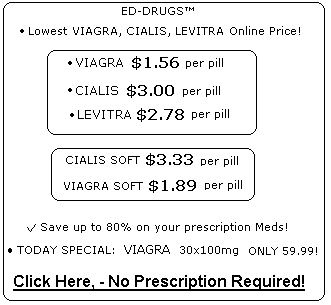 ED-DRUGS™
• Lowest VIAGRA, CIALIS, LEVITRA Online Price!
• VIAGRA $1.56 per pill
• CIALIS $3.00 per pill
• LEVITRA $2.78 per pill
CIALIS SOFT $3.33 per pill
VIAGRA SOFT $1.89 per pill
✓ Save up to 80% on your prescription Meds!
• TODAY SPECIAL: VIAGRA 30x100mg ONLY 59.99!
Click Here, - No Prescription Required!